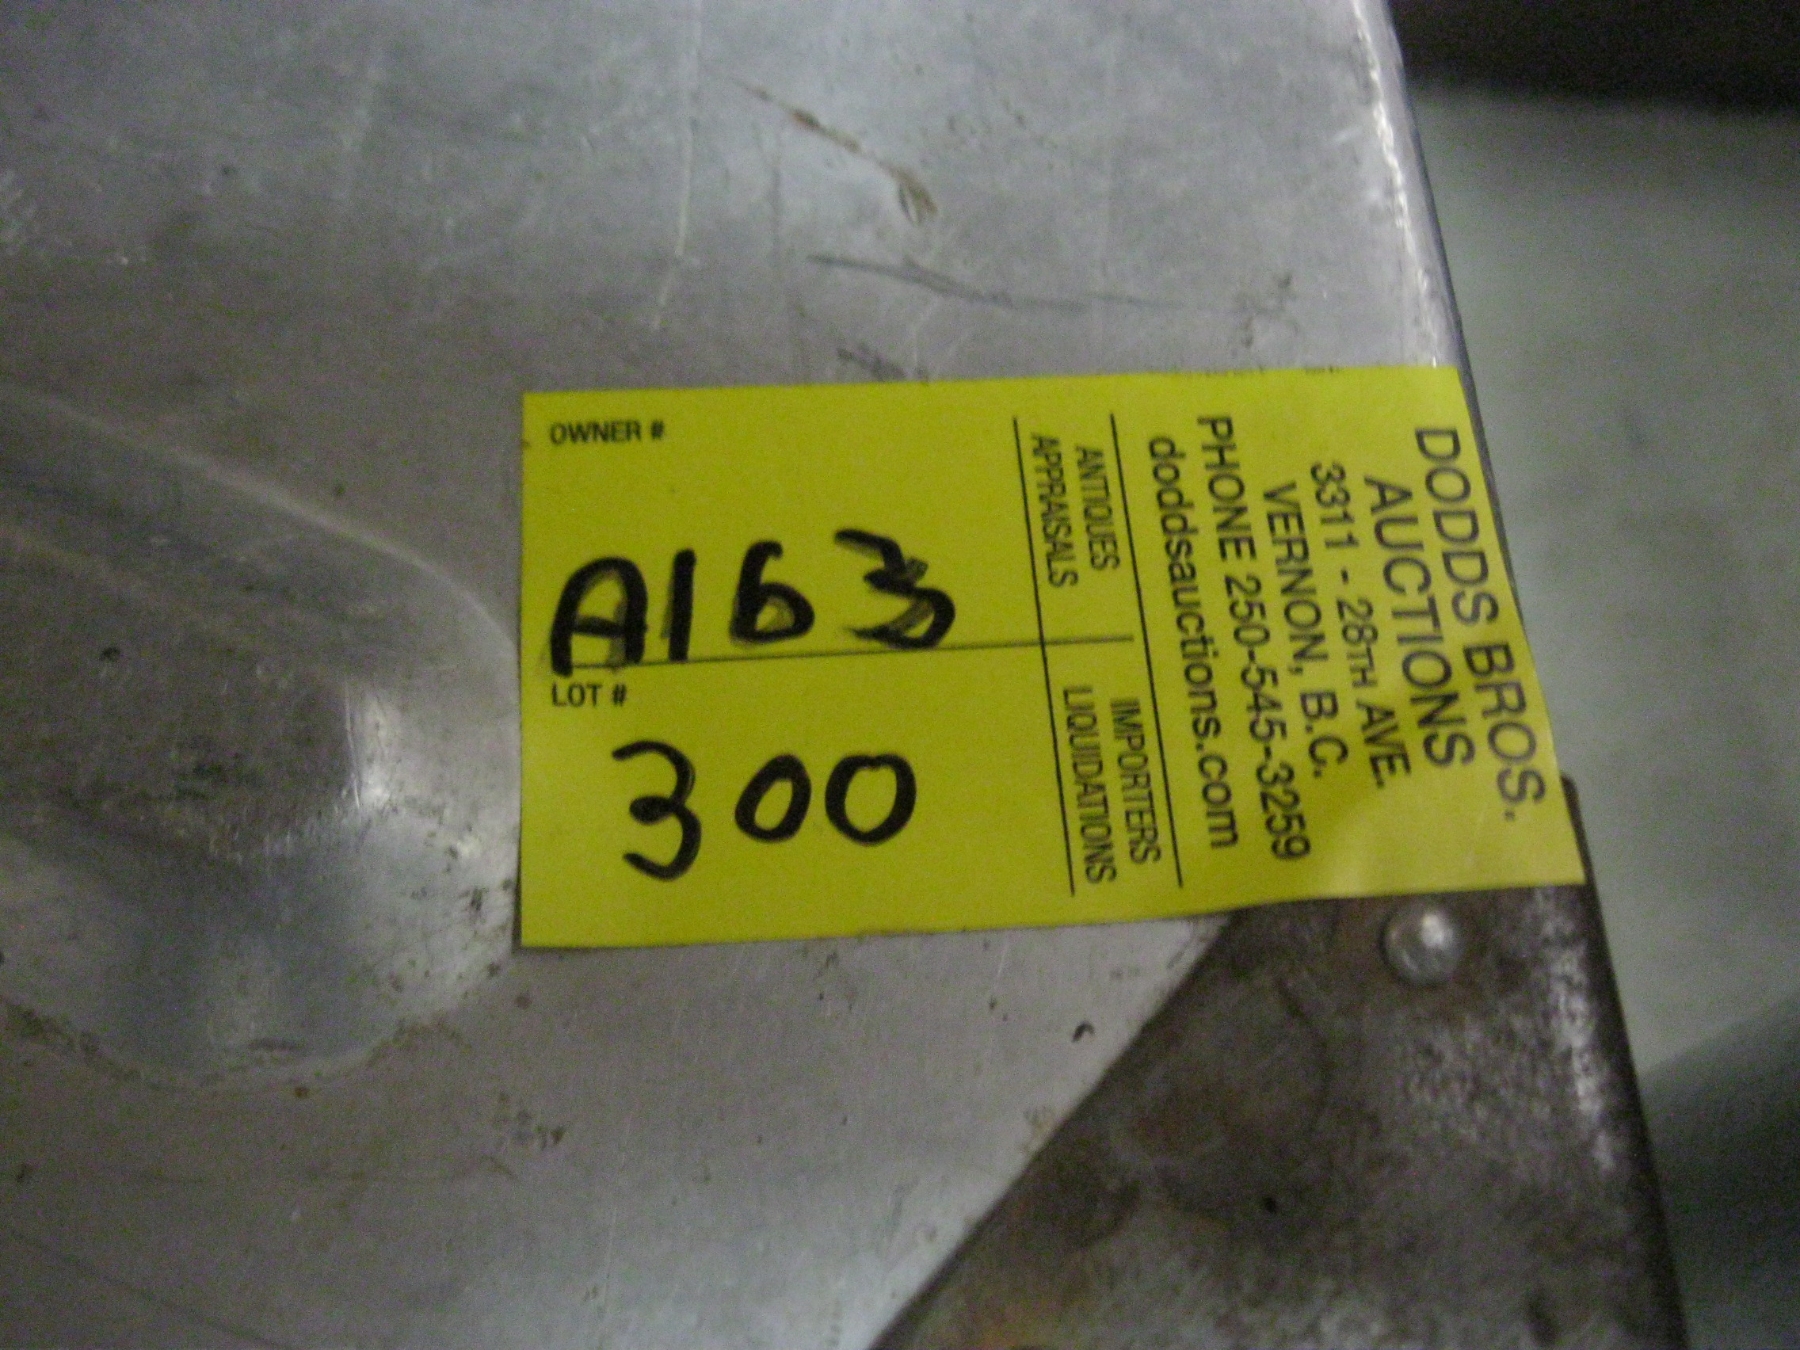 DODDS BROS.
AUCTIONS
3311 - 28TH AVE.
VERNON, B.C.
PHONE 250-545-3259
doddsauctions.com
ANTIQUES IMPORTERS
APPRAISALS LIQUIDATIONS
OWNER #
A163
LOT #
300